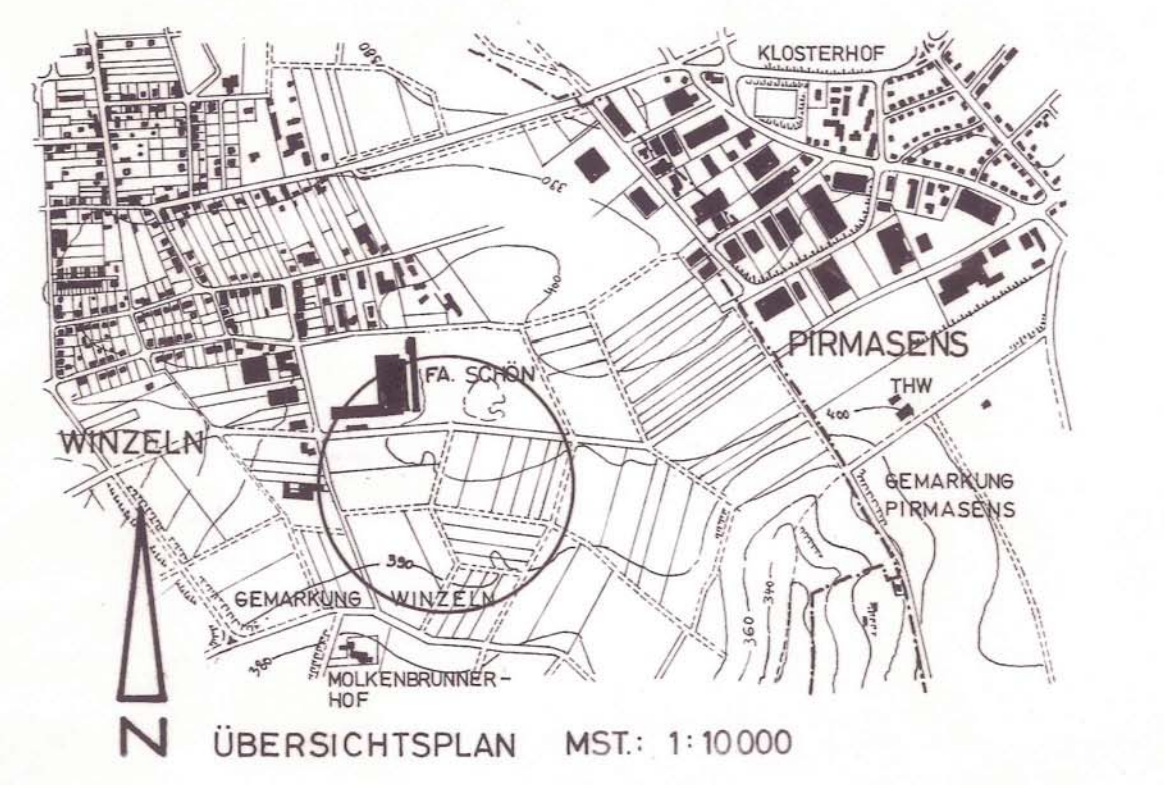 KLOSTERHOF
380
390
400
PIRMASENS
FA. SCHÖN
THW
400
WINZELN
GEMARKUNG
PIRMASENS
390
GEMARKUNG WINZELN
360
340
380
MOLKENBRUNNER-
HOF
N
ÜBERSICHTSPLAN MST.: 1:10000